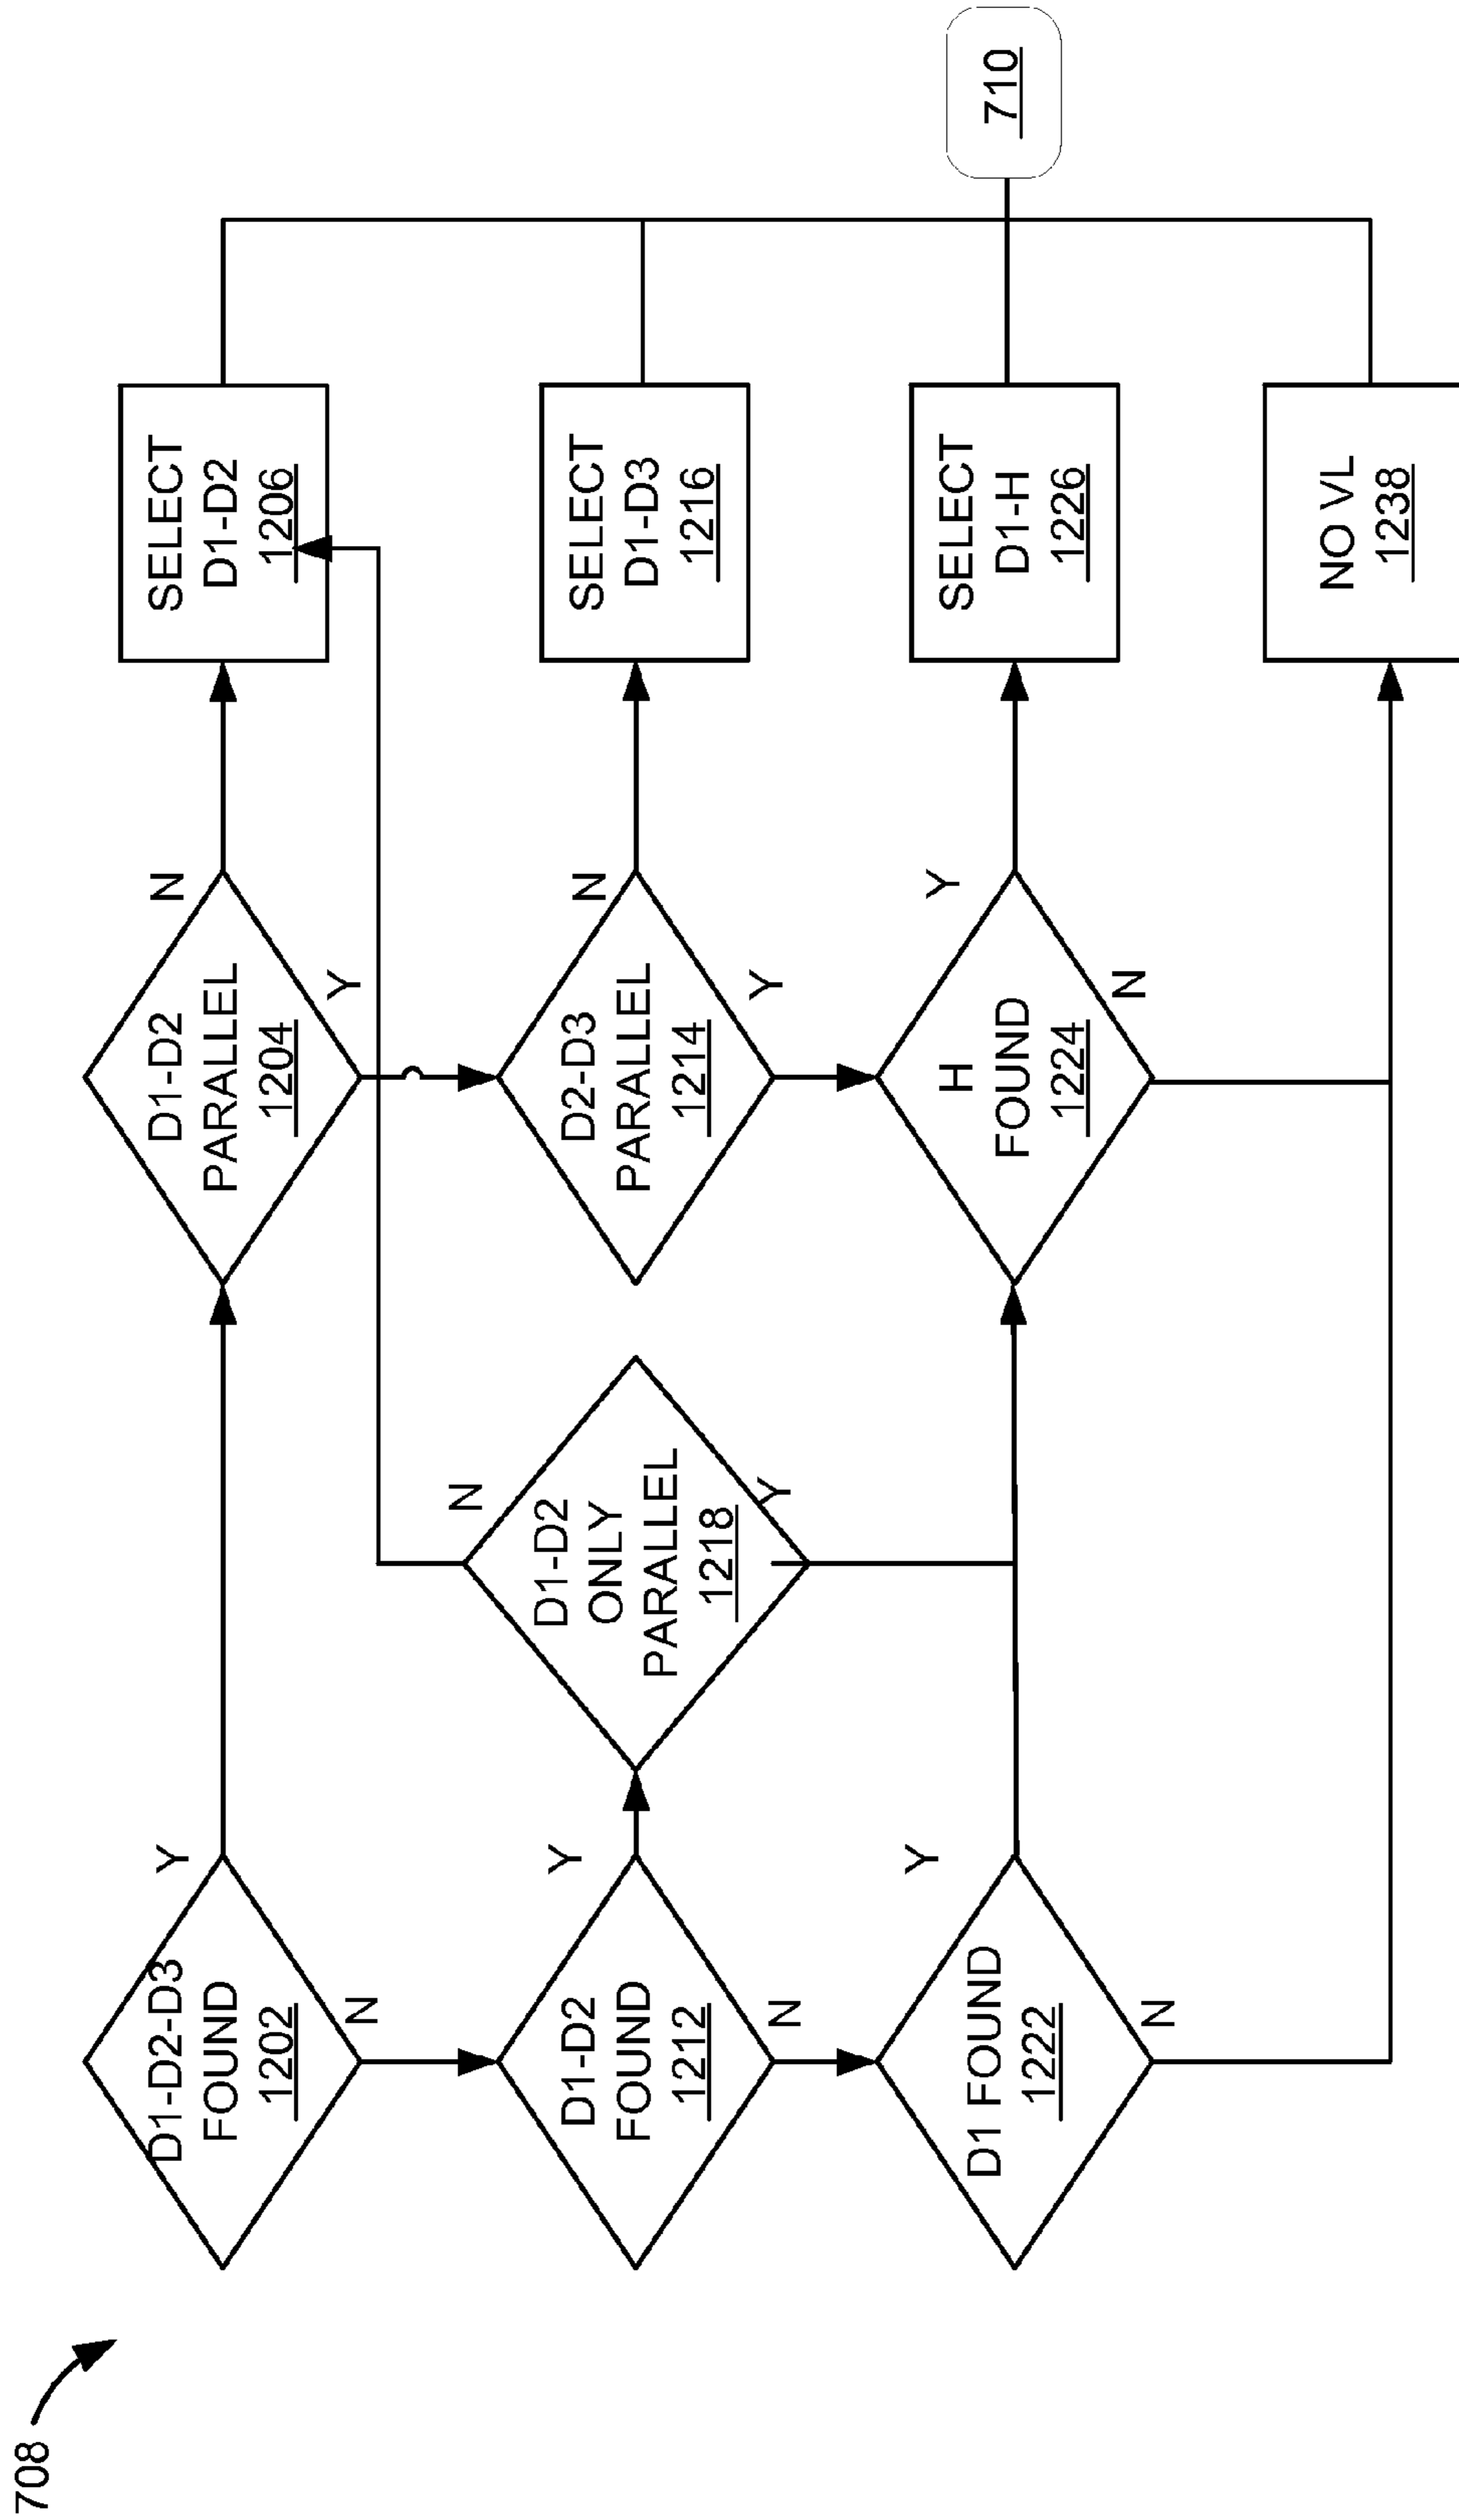 708
D1-D2-D3
FOUND
1202
Y
N
D1-D2
PARALLEL
1204
N
Y
SELECT
D1-D2
1206
D1-D2
FOUND
1212
Y
N
D1-D2
ONLY
PARALLEL
1218
N
Y
D2-D3
PARALLEL
1214
N
Y
SELECT
D1-D3
1216
D1 FOUND
1222
Y
N
H
FOUND
1224
Y
N
SELECT
D1-H
1226
NO VL
1238
710